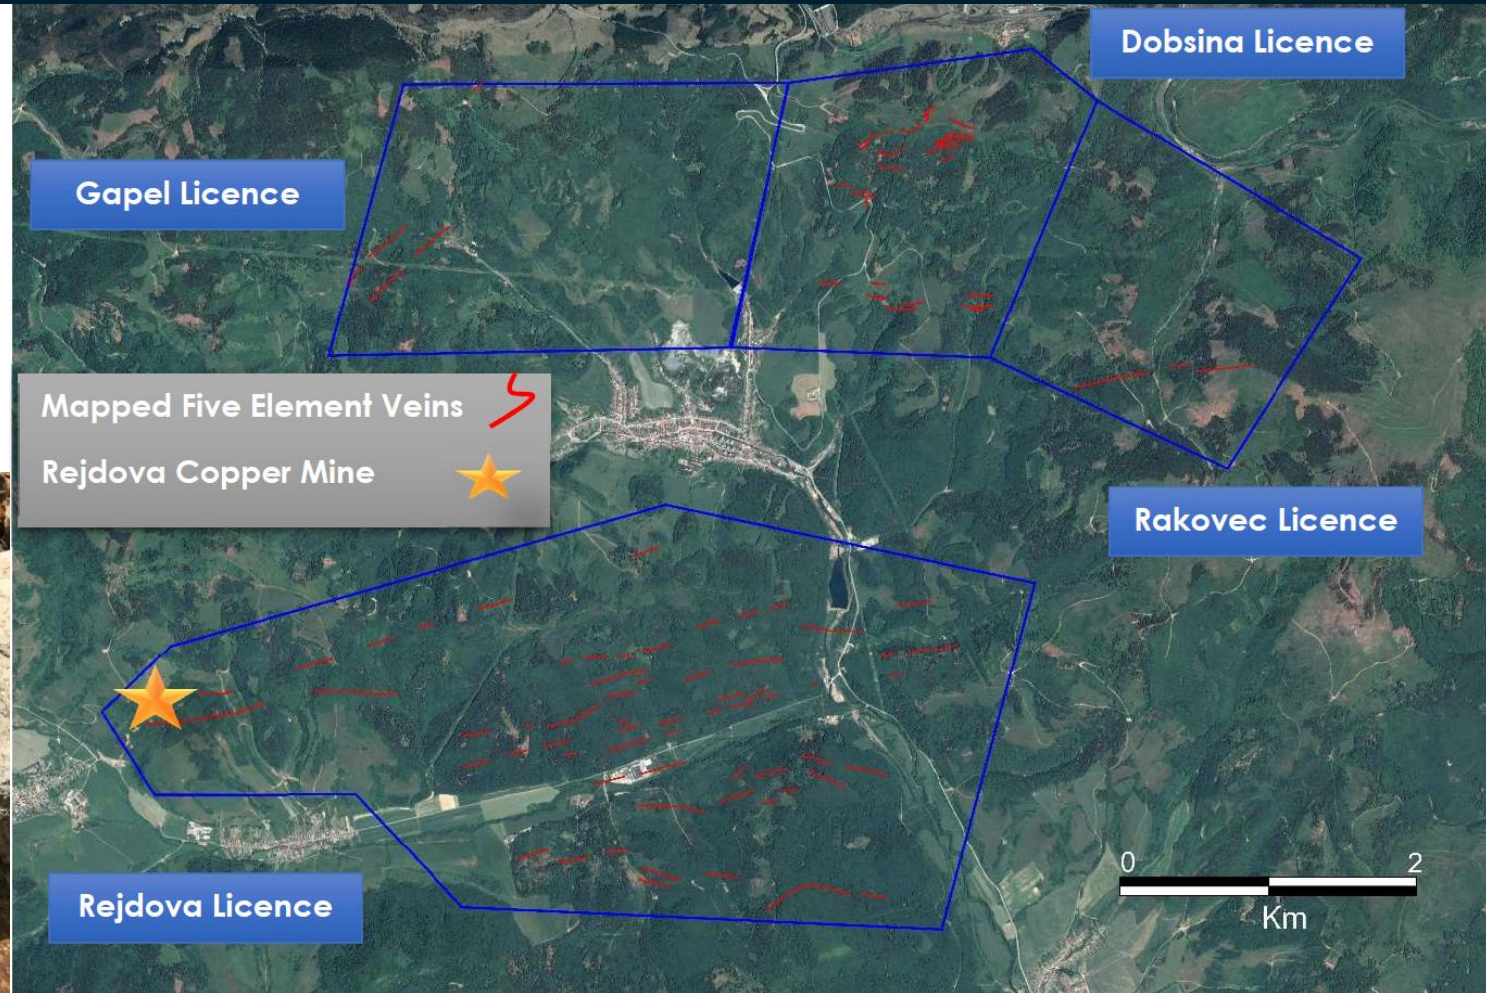 Dobsina Licence
Gapel Licence
Mapped Five Element Veins
Rejdova Copper Mine
Rakovec Licence
Rejdova Licence
0 2
Km